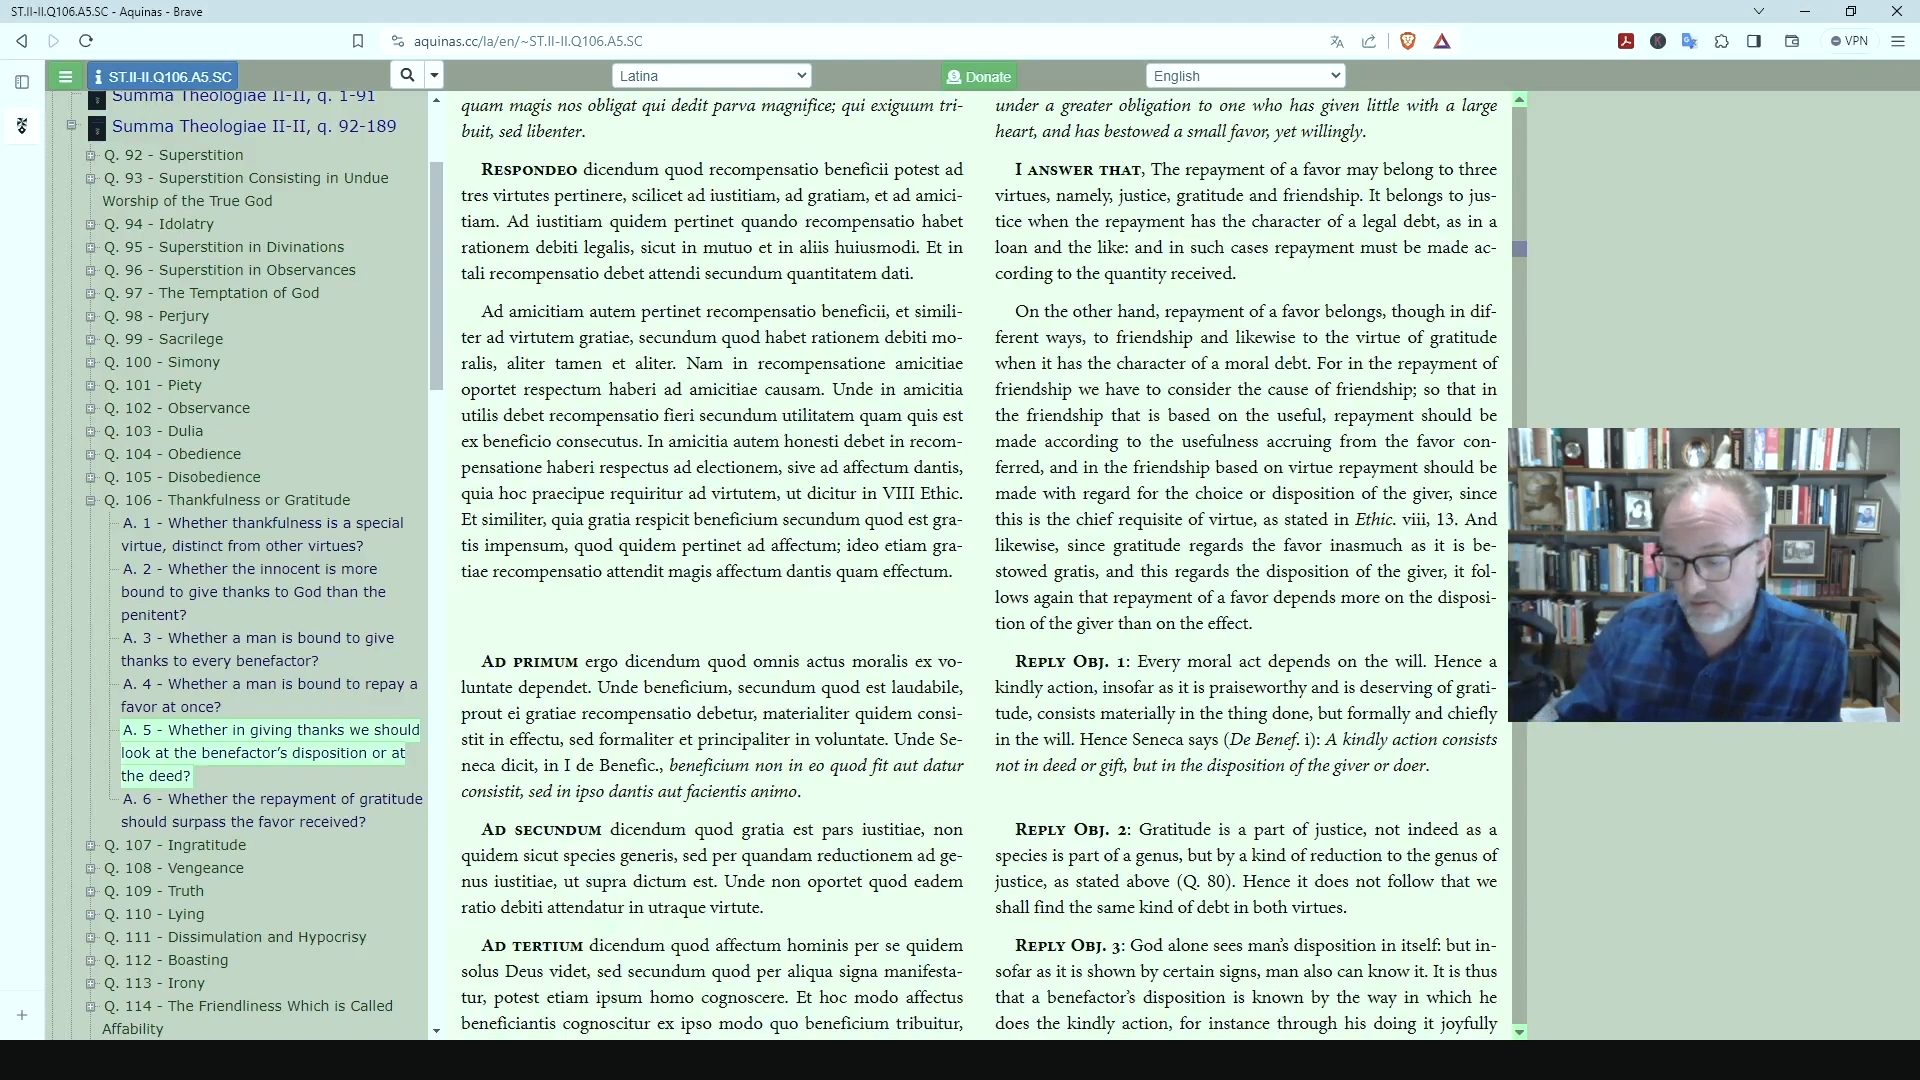 ST.II-II.Q106.A5.SC - Aquinas - Brave
aquinas.cc/la/en/~ST.II-II.Q106.A5.SC
VPN
ST.II-II.Q106.A5.SC
Latina
Donate
English
Summa Theologiae II-II, q. 1-91
Summa Theologiae II-II, q. 92-189
Q. 92 - Superstition
Q. 93 - Superstition Consisting in Undue
Worship of the True God
Q. 94 - Idolatry
Q. 95 - Superstition in Divinations
Q. 96 - Superstition in Observances
Q. 97 - The Temptation of God
Q. 98 - Perjury
Q. 99 - Sacrilege
Q. 100 - Simony
Q. 101 - Piety
Q. 102 - Observance
Q. 103 - Dulia
Q. 104 - Obedience
Q. 105 - Disobedience
Q. 106 - Thankfulness or Gratitude
A. 1 - Whether thankfulness is a special
virtue, distinct from other virtues?
A. 2 - Whether the innocent is more
bound to give thanks to God than the
penitent?
A. 3 - Whether a man is bound to give
thanks to every benefactor?
A. 4 - Whether a man is bound to repay a
favor at once?
A. 5 - Whether in giving thanks we should
look at the benefactor's disposition or at
the deed?
A. 6 - Whether the repayment of gratitude
should surpass the favor received?
Q. 107 - Ingratitude
Q. 108 - Vengeance
Q. 109 - Truth
Q. 110 - Lying
Q. 111 - Dissimulation and Hypocrisy
Q. 112 - Boasting
Q. 113 - Irony
Q. 114 - The Friendliness Which is Called
Affability
quam magis nos obligat qui dedit parva magnifice; qui exiguum tri-
buit, sed libenter.
RESPONDEO dicendum quod recompensatio beneficii potest ad
tres virtutes pertinere, scilicet ad iustitiam, ad gratiam, et ad amici-
tiam. Ad iustitiam quidem pertinet quando recompensatio habet
rationem debiti legalis, sicut in mutuo et in aliis huiusmodi. Et in
tali recompensatio debet attendi secundum quantitatem dati.
Ad amicitiam autem pertinet recompensatio beneficii, et simili-
ter ad virtutem gratiae, secundum quod habet rationem debiti mo-
ralis, aliter tamen et aliter. Nam in recompensatione amicitiae
oportet respectum haberi ad amicitiae causam. Unde in amicitia
utilis debet recompensatio fieri secundum utilitatem quam quis est
ex beneficio consecutus. In amicitia autem honesti debet in recom-
pensatione haberi respectus ad electionem, sive ad affectum dantis,
quia hoc praecipue requiritur ad virtutem, ut dicitur in VIII Ethic.
Et similiter, quia gratia respicit beneficium secundum quod est gra-
tis impensum, quod quidem pertinet ad affectum; ideo etiam gra-
tiae recompensatio attendit magis affectum dantis quam effectum.
AD PRIMUM ergo dicendum quod omnis actus moralis ex vo-
luntate dependet. Unde beneficium, secundum quod est laudabile,
prout ei gratiae recompensatio debetur, materialiter quidem consi-
stit in effectu, sed formaliter et principaliter in voluntate. Unde Se-
neca dicit, in I de Benefic., beneficium non in eo quod fit aut datur
consistit, sed in ipso dantis aut facientis animo.
AD SECUNDUM dicendum quod gratia est pars iustitiae, non
quidem sicut species generis, sed per quandam reductionem ad ge-
nus iustitiae, ut supra dictum est. Unde non oportet quod eadem
ratio debiti attendatur in utraque virtute.
AD TERTIUM dicendum quod affectum hominis per se quidem
solus Deus videt, sed secundum quod per aliqua signa manifesta-
tur, potest etiam ipsum homo cognoscere. Et hoc modo affectus
beneficiantis cognoscitur ex ipso modo quo beneficium tribuitur,
under a greater obligation to one who has given little with a large
heart, and has bestowed a small favor, yet willingly.
I ANSWER THAT, The repayment of a favor may belong to three
virtues, namely, justice, gratitude and friendship. It belongs to jus-
tice when the repayment has the character of a legal debt, as in a
loan and the like: and in such cases repayment must be made ac-
cording to the quantity received.
On the other hand, repayment of a favor belongs, though in dif-
ferent ways, to friendship and likewise to the virtue of gratitude
when it has the character of a moral debt. For in the repayment of
friendship we have to consider the cause of friendship; so that in
the friendship that is based on the useful, repayment should be
made according to the usefulness accruing from the favor con-
ferred, and in the friendship based on virtue repayment should be
made with regard for the choice or disposition of the giver, since
this is the chief requisite of virtue, as stated in Ethic. viii, 13. And
likewise, since gratitude regards the favor inasmuch as it is be-
stowed gratis, and this regards the disposition of the giver, it fol-
lows again that repayment of a favor depends more on the disposi-
tion of the giver than on the effect.
REPLY OBJ. 1: Every moral act depends on the will. Hence a
kindly action, insofar as it is praiseworthy and is deserving of grati-
tude, consists materially in the thing done, but formally and chiefly
in the will. Hence Seneca says (De Benef. i): A kindly action consists
not in deed or gift, but in the disposition of the giver or doer.
REPLY OBJ. 2: Gratitude is a part of justice, not indeed as a
species is part of a genus, but by a kind of reduction to the genus of
justice, as stated above (Q. 80). Hence it does not follow that we
shall find the same kind of debt in both virtues.
REPLY OBJ. 3: God alone sees man's disposition in itself: but in-
sofar as it is shown by certain signs, man also can know it. It is thus
that a benefactor's disposition is known by the way in which he
does the kindly action, for instance through his doing it joyfully